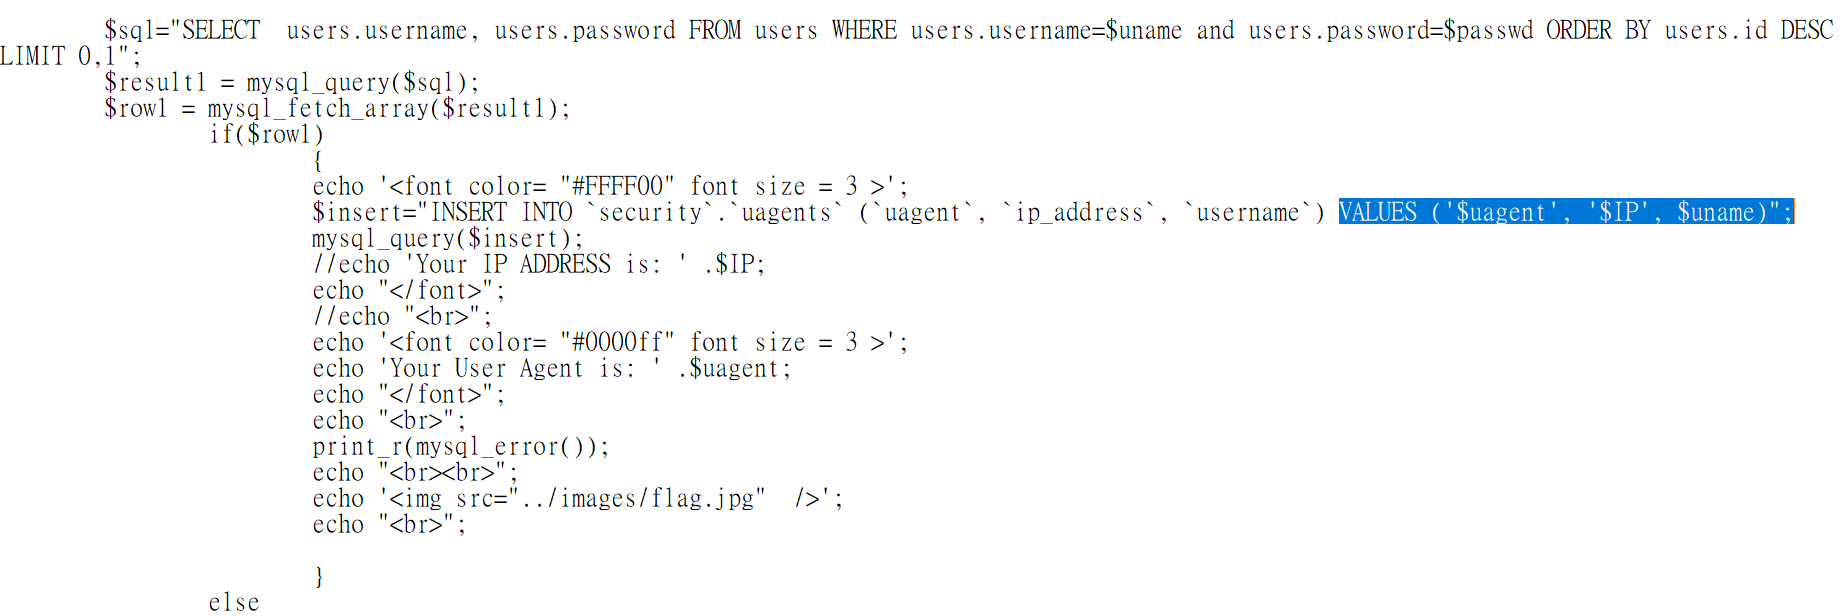 $sql="SELECT  users.username, users.password FROM users WHERE users.username=$uname and users.password=$passwd ORDER BY users.id DESC
LIMIT 0,1";
$result1 = mysql_query($sql);
$row1 = mysql_fetch_array($result1);
if($row1)
{
echo '<font color= "#FFFF00" font size = 3 >';
$insert="INSERT INTO `security`.`uagents` (`uagent`, `ip_address`, `username`) VALUES ('$uagent', '$IP', $uname)";
mysql_query($insert);
//echo 'Your IP ADDRESS is: ' .$IP;
echo "</font>";
//echo "<br>";
echo '<font color= "#0000ff" font size = 3 >';
echo 'Your User Agent is: ' .$uagent;
echo "</font>";
echo "<br>";
print_r(mysql_error());
echo "<br><br>";
echo '<img src="../images/flag.jpg"  />';
echo "<br>";
}
else